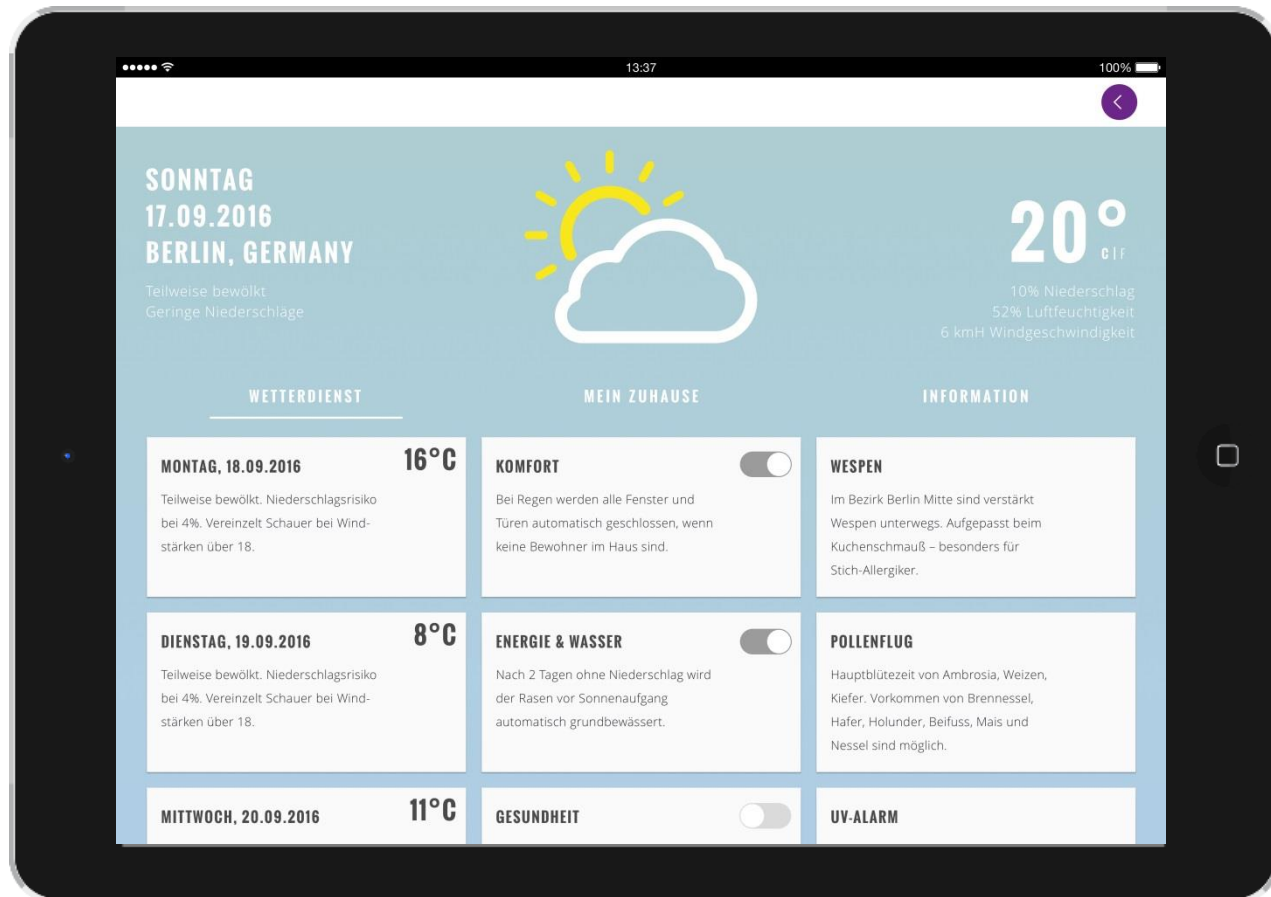 13:37
100%
SONNTAG
17.09.2016
BERLIN, GERMANY
Teilweise bewölkt
Geringe Niederschläge
20°
C|F
10% Niederschlag
52% Luftfeuchtigkeit
6 kmH Windgeschwindigkeit
WETTERDIENST
MEIN ZUHAUSE
INFORMATION
MONTAG, 18.09.2016
16°C
Teilweise bewölkt. Niederschlagsrisiko
bei 4%. Vereinzelt Schauer bei Wind-
stärken über 18.
KOMFORT
Bei Regen werden alle Fenster und
Türen automatisch geschlossen, wenn
keine Bewohner im Haus sind.
WESPEN
Im Bezirk Berlin Mitte sind verstärkt
Wespen unterwegs. Aufgepasst beim
Kuchenschmauß – besonders für
Stich-Allergiker.
DIENSTAG, 19.09.2016
8°C
Teilweise bewölkt. Niederschlagsrisiko
bei 4%. Vereinzelt Schauer bei Wind-
stärken über 18.
ENERGIE & WASSER
Nach 2 Tagen ohne Niederschlag wird
der Rasen vor Sonnenaufgang
automatisch grundbewässert.
POLLENFLUG
Hauptblütezeit von Ambrosia, Weizen,
Kiefer. Vorkommen von Brennessel,
Hafer, Holunder, Beifuss, Mais und
Nessel sind möglich.
MITTWOCH, 20.09.2016
11°C
GESUNDHEIT
UV-ALARM